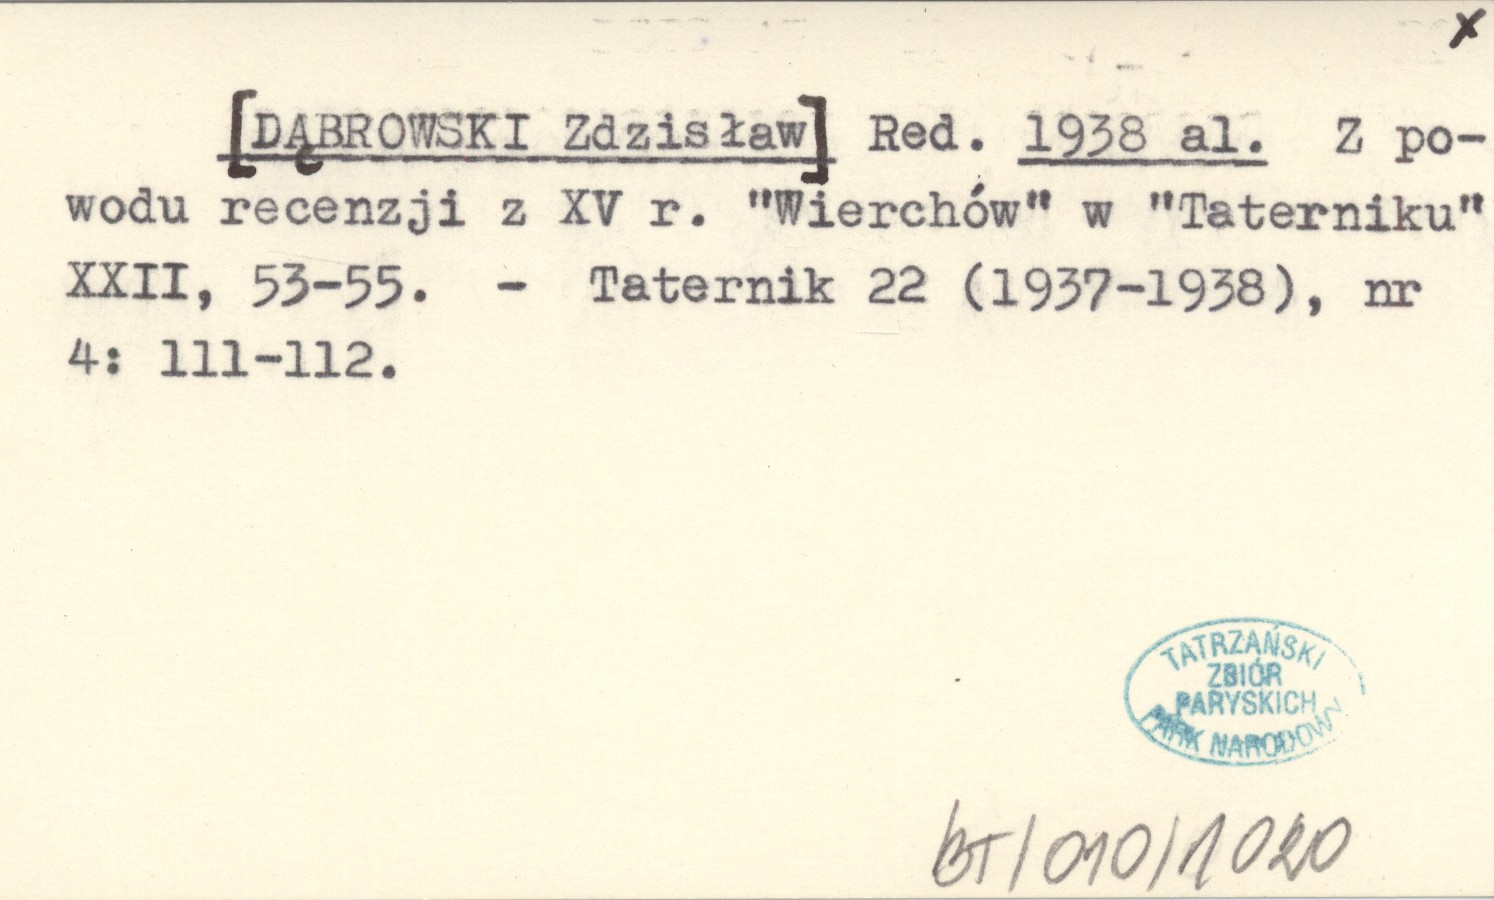 x
[DĄBROWSKI Zdzisław] Red. 1938 al. Z po-
wodu recenzji z XV r. "Wierchów" w "Taterniku"
XXII, 53-55. - Taternik 22 (1937-1938), nr
4: 111-112.
TATRZAŃSKI
ZBIÓR
PARYSKICH
PARK NARODOWY
BT/010/1020